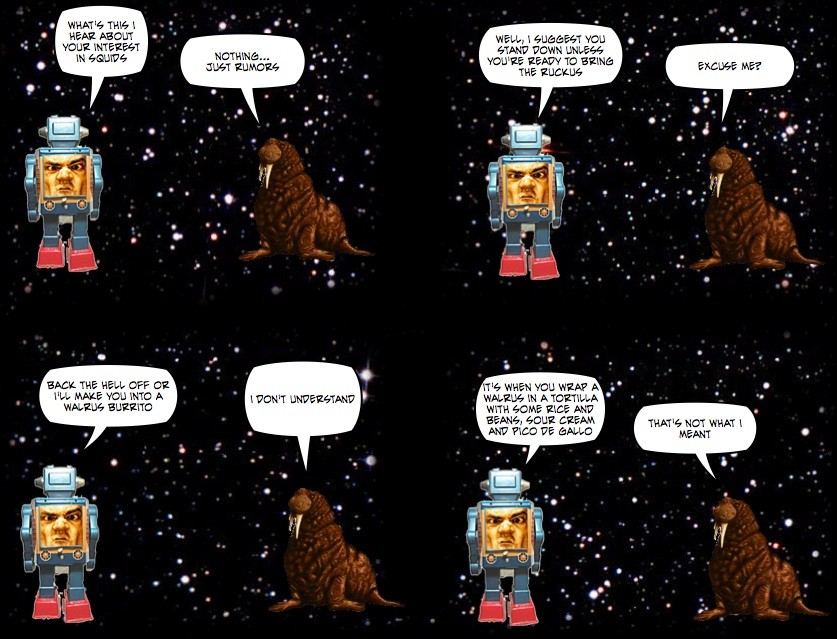 WHAT'S THIS I
HEAR ABOUT
YOUR INTEREST
IN SQUIDS
NOTHING...
JUST RUMORS
WELL, I SUGGEST YOU
STAND DOWN UNLESS
YOU'RE READY TO BRING
THE RUCKUS
EXCUSE ME?
BACK THE HELL OFF OR
I'LL MAKE YOU INTO A
WALRUS BURRITO
I DON'T UNDERSTAND
IT'S WHEN YOU WRAP A
WALRUS IN A TORTILLA
WITH SOME RICE AND
BEANS, SOUR CREAM
AND PICO DE GALLO
THAT'S NOT WHAT I
MEANT